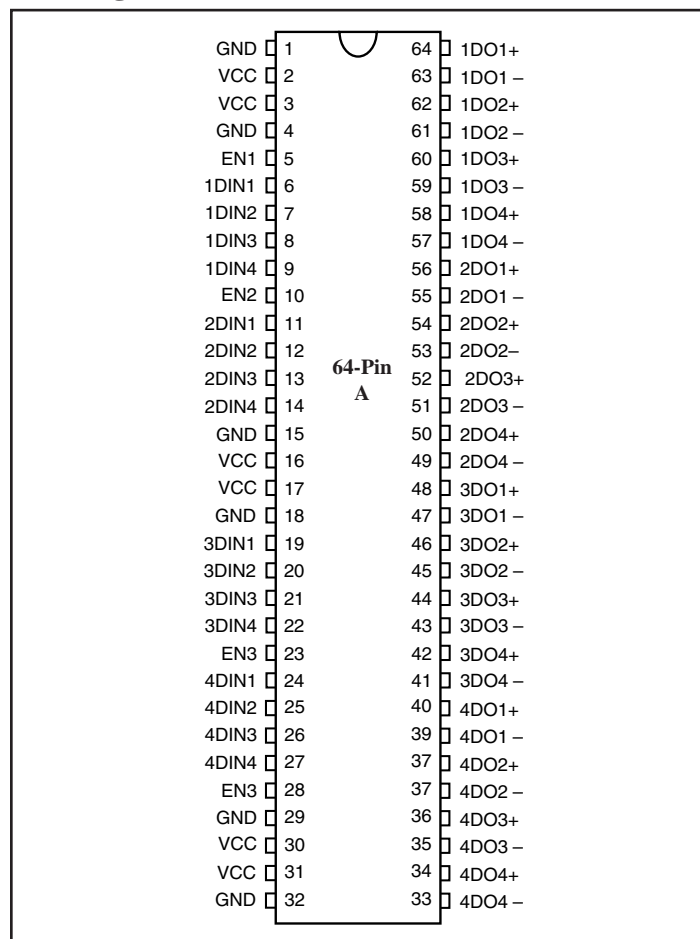 GND 1 64 1DO1+
VCC 2 63 1DO1 –
VCC 3 62 1DO2+
GND 4 61 1DO2 –
EN1 5 60 1DO3+
1DIN1 6 59 1DO3 –
1DIN2 7 58 1DO4+
1DIN3 8 57 1DO4 –
1DIN4 9 56 2DO1+
EN2 10 55 2DO1 –
2DIN1 11 54 2DO2+
2DIN2 12 53 2DO2–
64-Pin
2DIN3 13 52 2DO3+
A
2DIN4 14 51 2DO3 –
GND 15 50 2DO4+
VCC 16 49 2DO4 –
VCC 17 48 3DO1+
GND 18 47 3DO1 –
3DIN1 19 46 3DO2+
3DIN2 20 45 3DO2 –
3DIN3 21 44 3DO3+
3DIN4 22 43 3DO3 –
EN3 23 42 3DO4+
4DIN1 24 41 3DO4 –
4DIN2 25 40 4DO1+
4DIN3 26 39 4DO1 –
4DIN4 27 37 4DO2+
EN3 28 37 4DO2 –
GND 29 36 4DO3+
VCC 30 35 4DO3 –
VCC 31 34 4DO4+
GND 32 33 4DO4 –